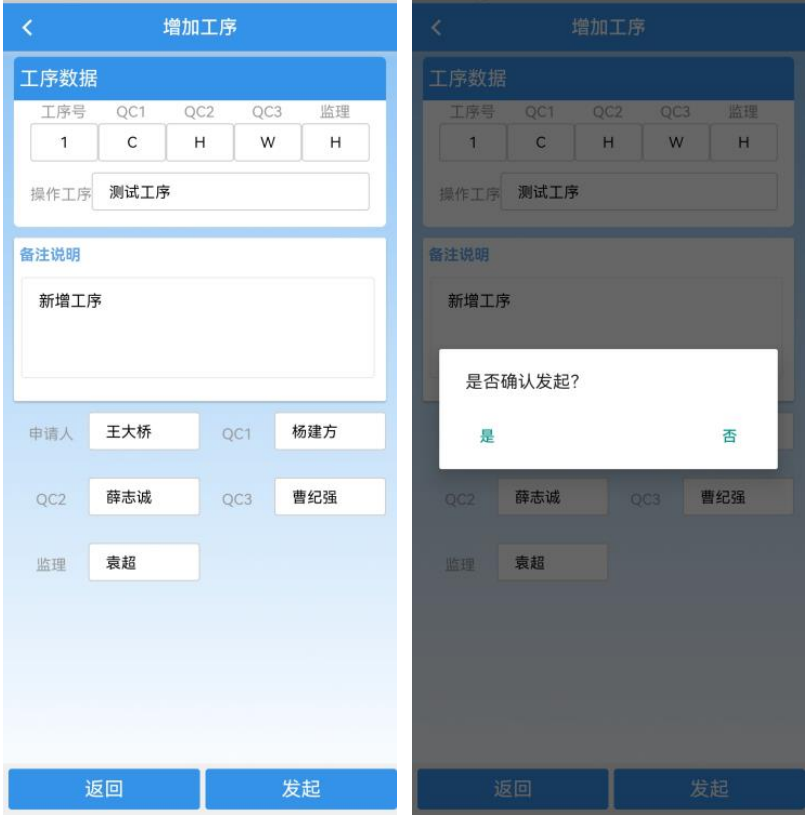 增加工序
工序数据
工序号 QC1 QC2 QC3 监理
1 C H W H
操作工序 测试工序
备注说明
新增工序
申请人 王大桥 QC1 杨建方
QC2 薛志诚 QC3 曹纪强
监理 袁超
返回 发起
增加工序
工序数据
工序号 QC1 QC2 QC3 监理
1 C H W H
操作工序 测试工序
备注说明
新增工序
是否确认发起?
是 否
QC2 薛志诚 QC3 曹纪强
监理 袁超
返回 发起